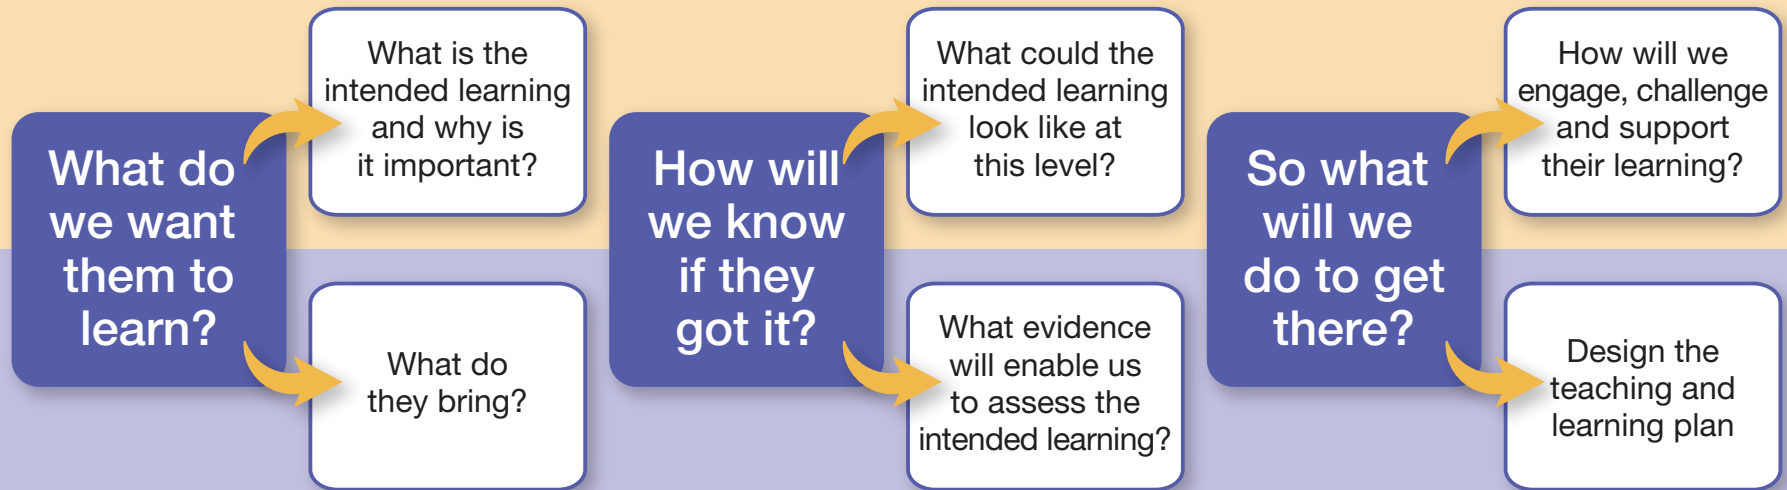 What do
we want
them to
learn?
What is the
intended learning
and why is
it important?
What do
they bring?
How will
we know
if they
got it?
What could the
intended learning
look like at
this level?
What evidence
will enable us
to assess the
intended learning?
So what
will we
do to get
there?
How will we
engage, challenge
and support
their learning?
Design the
teaching and
learning plan